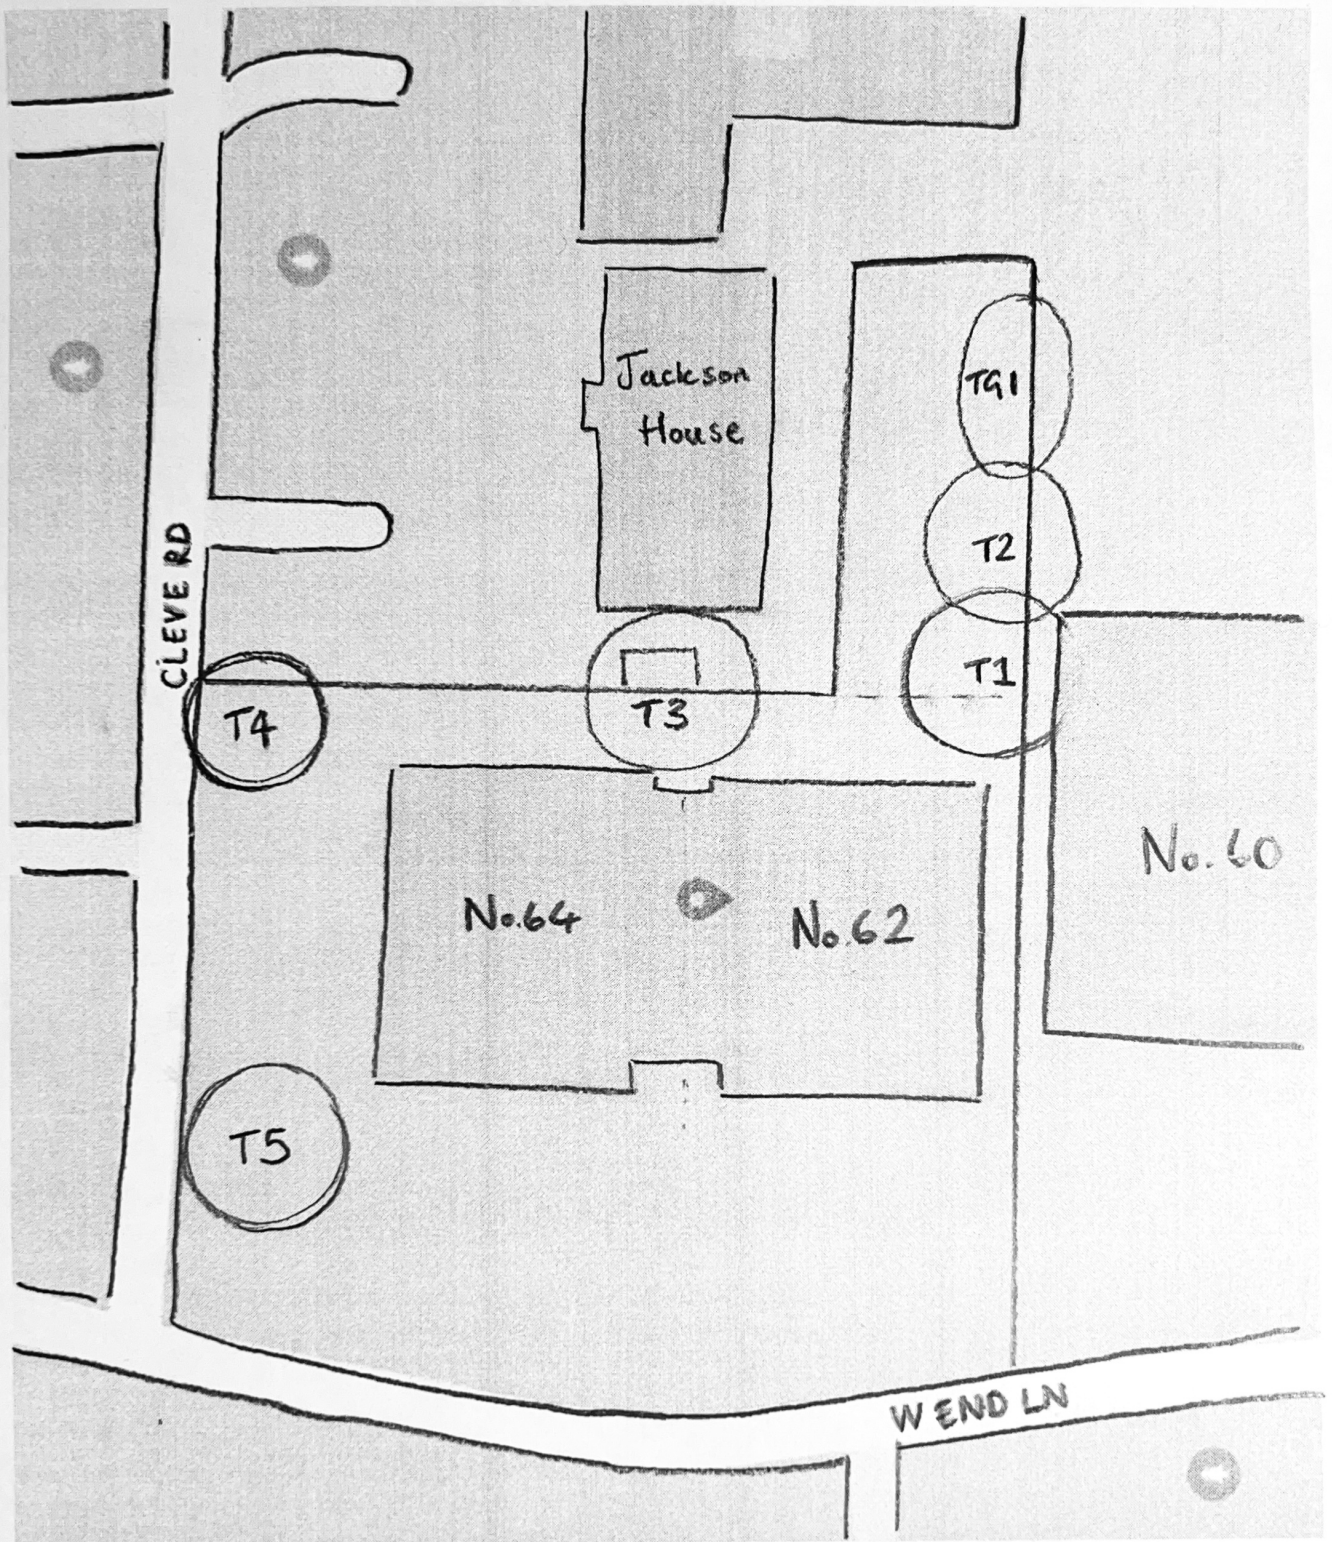 Jackson
House
TG1
T2
CLEVE RD
T1
T4
T3
No.60
No.64
No.62
T5
W END LN